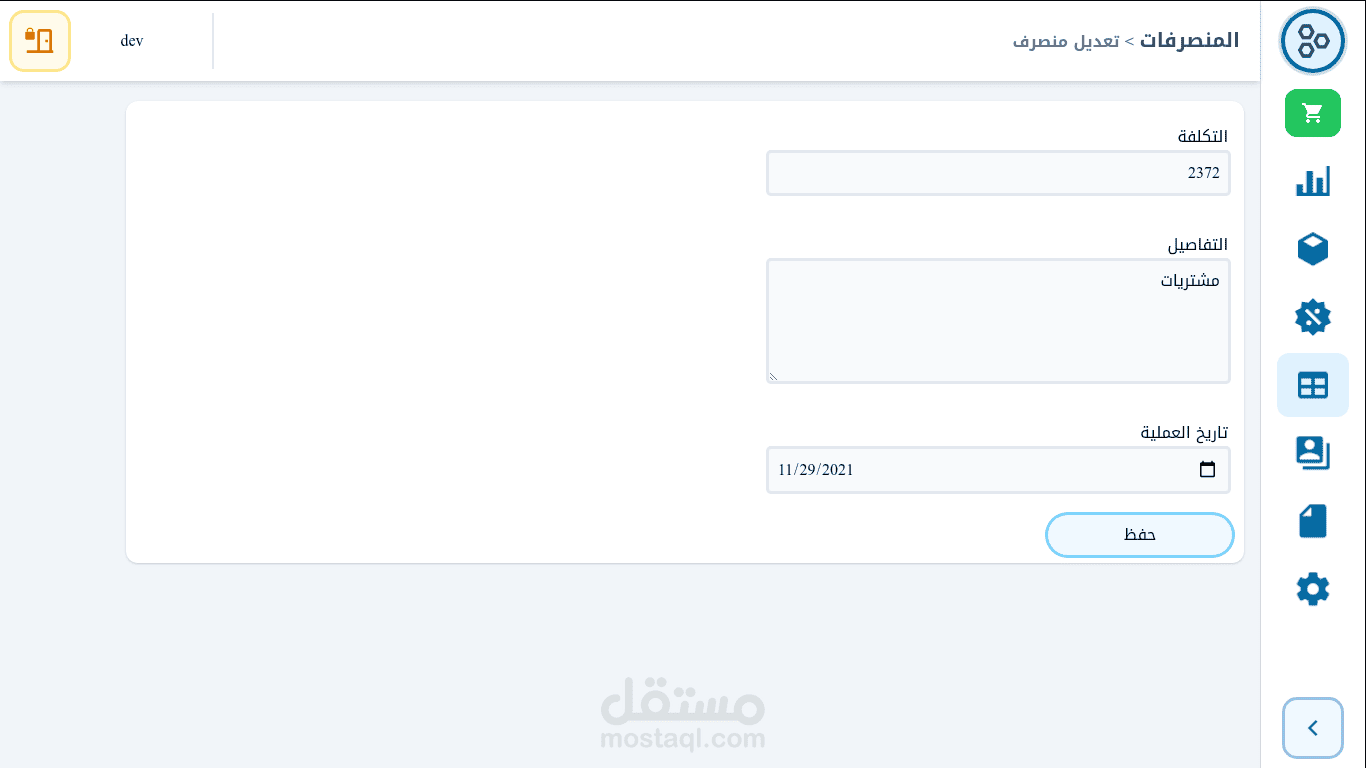 المنصرفات > تعديل منصرف
dev
التكلفة
2372
التفاصيل
مشتريات
تاريخ العملية
11/29/2021
حفظ
مستقل
mostaql.com